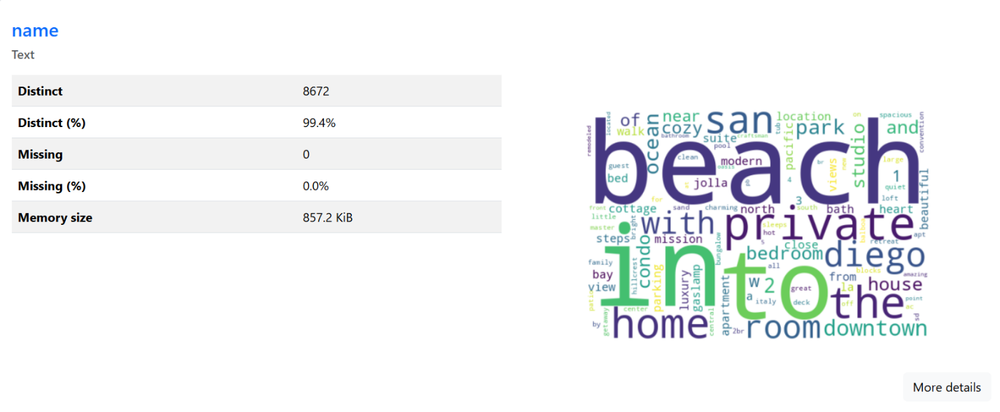 name
Text
Distinct 8672
Distinct (%) 99.4%
Missing 0
Missing (%) 0.0%
Memory size 857.2 KiB
beach
in
to
private
san
diego
the
home
room
with
of
near
location
spacious
on
located
walk
cozy
ocean
bathroom
craftsman
tub
park
and
suite
pool
pacific
studio
convention
remodeled
guest
clean
oasis
modern
br
large
new
views
bed
jolla
at
pb
4
1
quiet
beautiful
3
loft
front
cottage
for
sand
charming
north
south
bath
heart
little
master
bright
steps
mission
sleeps
hot
5
balboa
apt
retreat
condo
bungalow
close
bedroom
family
hillcrest
all
blocks
amazing
bay
view
parking
luxury
gaslamp
apartment
w
2
great
from
la
house
a
italy
deck
off
point
ac
patio
center
central
sd
by
getaway
2br
downtown
More details